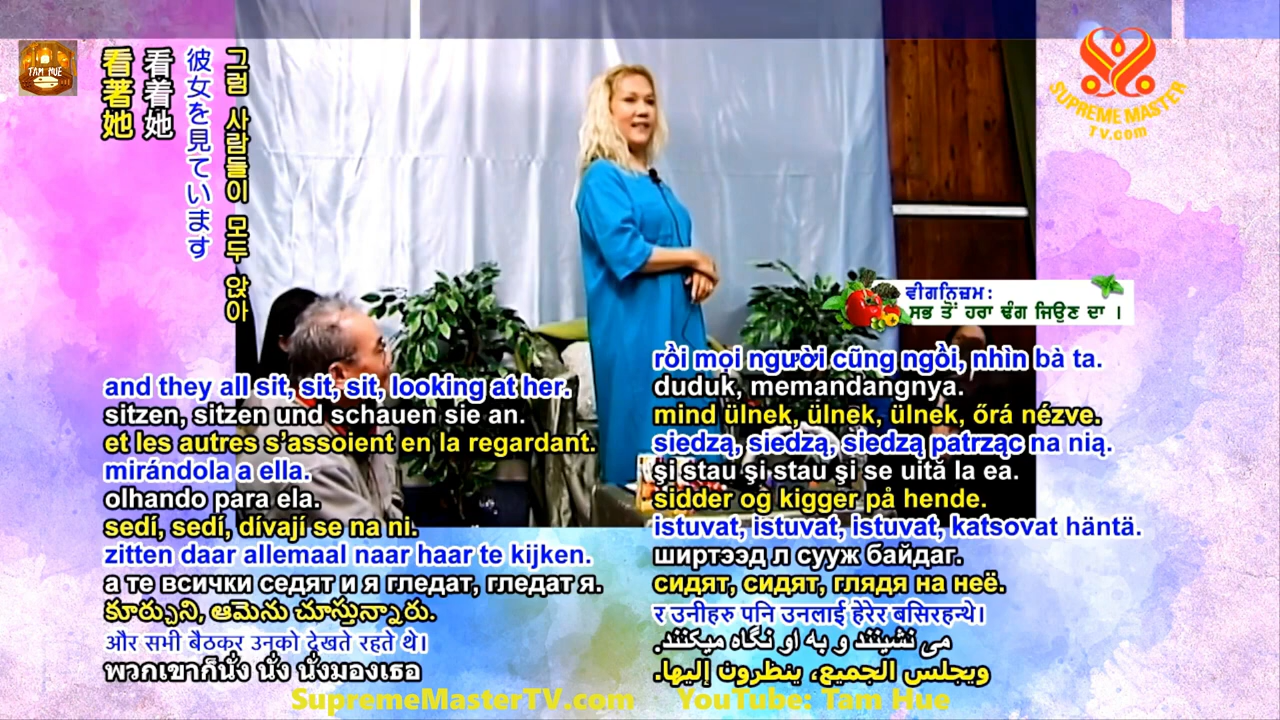 TAM HUE
看著她
看着她
彼女を見ています
그럼 사람들이 모두 앉아
SUPREME MASTER
TV.com
ਵੀਗਨਿਜ਼ਮ:
ਸਭ ਤੋਂ ਹਰਾ ਢੰਗ ਜਿਉਣ ਦਾ ।
and they all sit, sit, sit, looking at her.
sitzen, sitzen und schauen sie an.
et les autres s’assoient en la regardant.
mirándola a ella.
olhando para ela.
sedí, sedí, dívají se na ni.
zitten daar allemaal naar haar te kijken.
а те всички седят и я гледат, гледат я.
కూర్చుని, ఆమెను చూస్తున్నారు.
और सभी बैठकर उनको देखते रहते थे।
พวกเขาก็นั่ง นั่ง นั่งมองเธอ
rồi mọi người cũng ngồi, nhìn bà ta.
duduk, memandangnya.
mind ülnek, ülnek, ülnek, őrá nézve.
siedzą, siedzą, siedzą patrząc na nią.
şi stau şi stau şi se uită la ea.
sidder og kigger på hende.
istuvat, istuvat, istuvat, katsovat häntä.
ширтээд л сууж байдаг.
сидят, сидят, глядя на неё.
र उनीहरु पनि उनलाई हेरेर बसिरहन्थे।
می نشینند و به او نگاه میکنند.
ويجلس الجميع، ينظرون إليها.
SupremeMasterTV.com
YouTube: Tam Hue